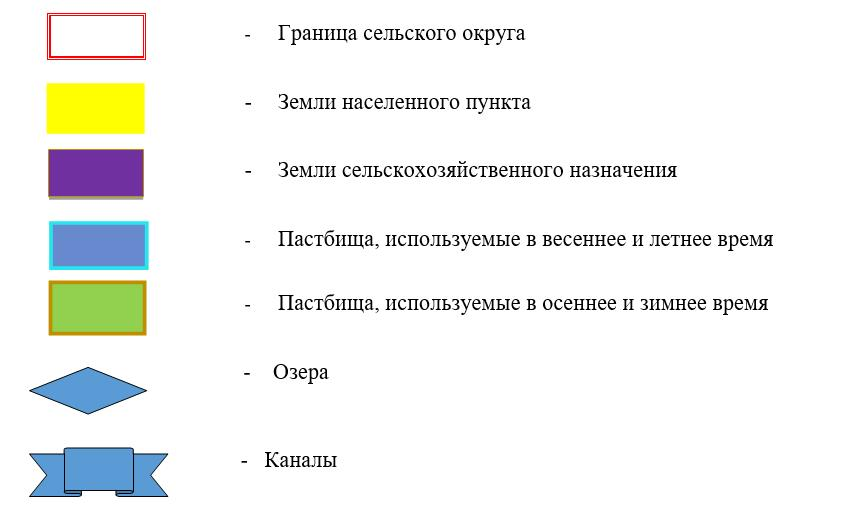 - Граница сельского округа
- Земли населенного пункта
- Земли сельскохозяйственного назначения
- Пастбища, используемые в весеннее и летнее время
- Пастбища, используемые в осеннее и зимнее время
- Озера
- Каналы